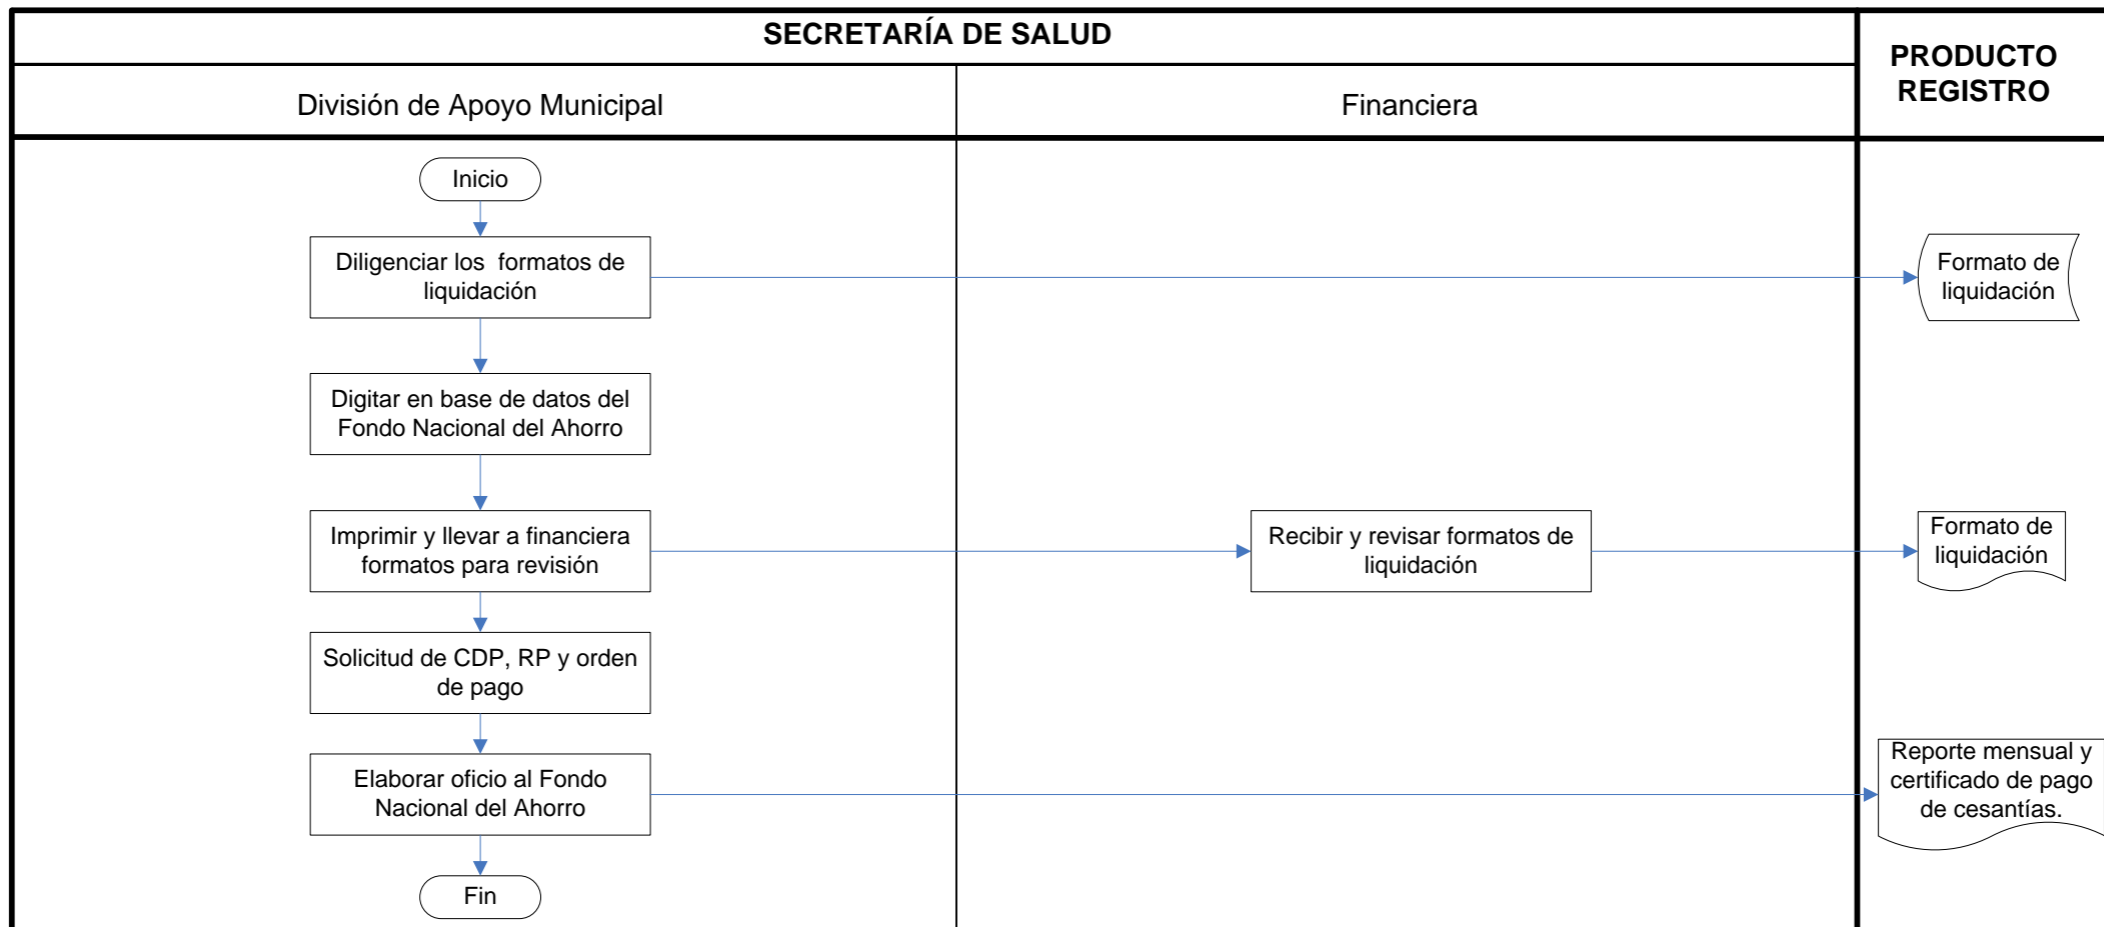 SECRETARÍA DE SALUD
PRODUCTO
REGISTRO
División de Apoyo Municipal
Financiera
Inicio
Diligenciar los  formatos de
liquidación
Formato de
liquidación
Digitar en base de datos del
Fondo Nacional del Ahorro
Imprimir y llevar a financiera
formatos para revisión
Recibir y revisar formatos de
liquidación
Formato de
liquidación
Solicitud de CDP, RP y orden
de pago
Elaborar oficio al Fondo
Nacional del Ahorro
Reporte mensual y
certificado de pago
de cesantías.
Fin